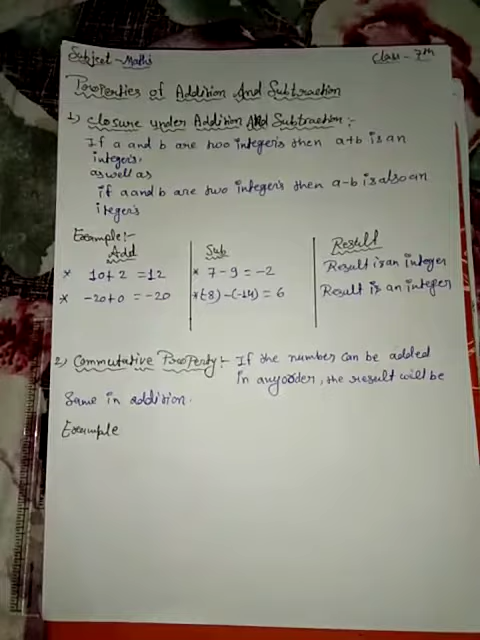 Subject - Maths
Class - 7th
Properties of Addition And Subtraction
1) closure under Addition And Subtraction :-
If a and b are two integers then a+b is an
integers,
as well as
if a and b are two integers then a-b is also an
itegers
Example:-
Add
Sub
Result
* 10+2 = 12
* 7-9 = -2
Result is an integer
* -20+0 = -20
* (-8)-(-14) = 6
Result is an integer
2) Commutative Property:- If the number can be added
in any order, the result will be
Same in addition.
Example